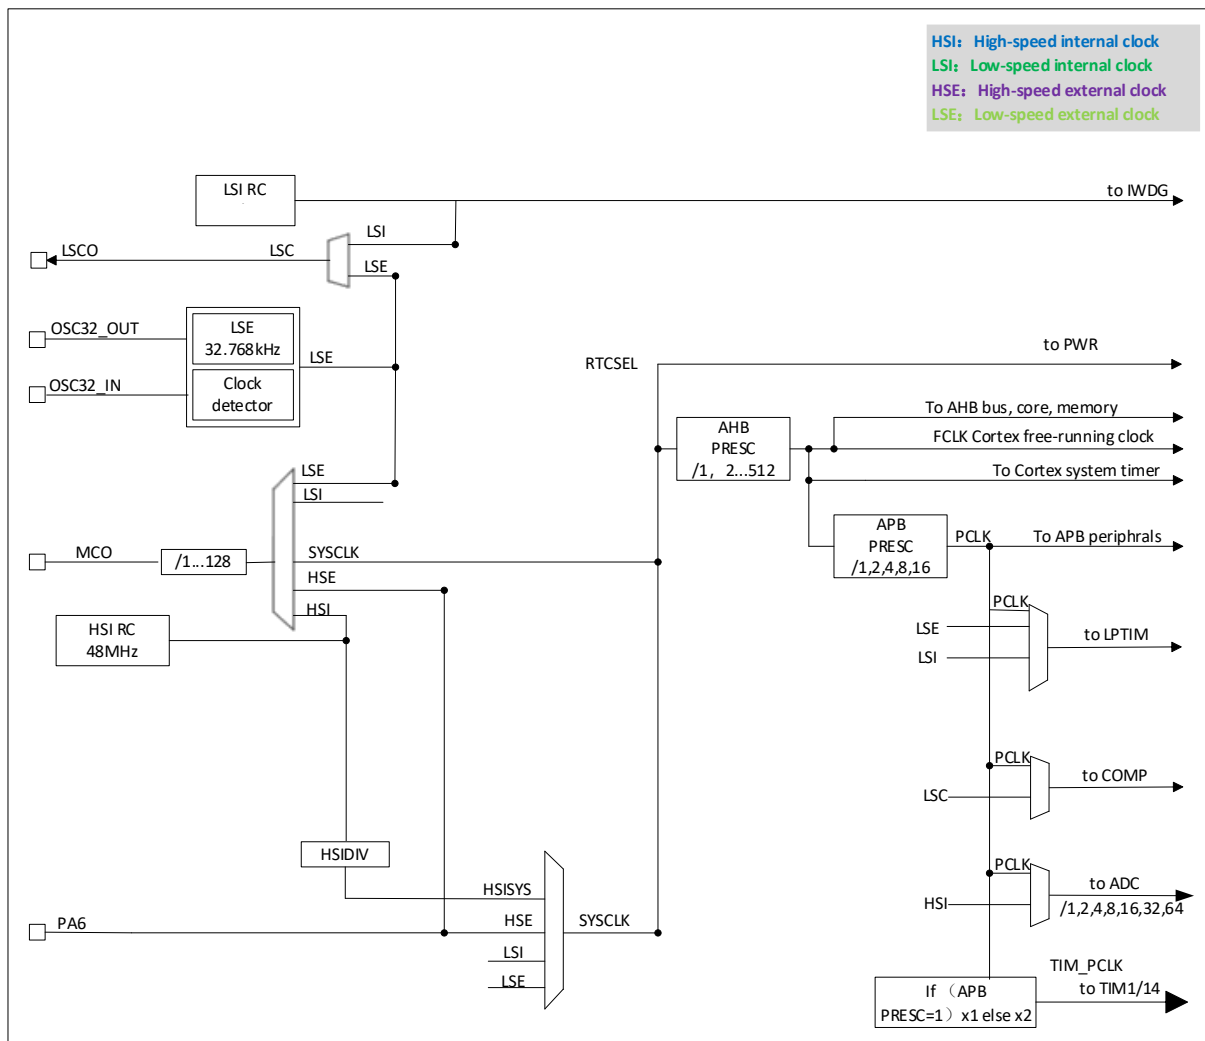 HSI：High-speed internal clock
LSI：Low-speed internal clock
HSE：High-speed external clock
LSE：Low-speed external clock
LSI RC
to IWDG
LSI
LSCO
LSC
LSE
OSC32_OUT
LSE
32.768kHz
LSE
OSC32_IN
Clock
detector
to PWR
RTCSEL
AHB
PRESC
/1,  2...512
To AHB bus, core, memory
FCLK Cortex free-running clock
To Cortex system timer
LSE
LSI
APB
PRESC
/1,2,4,8,16
PCLK
To APB periphrals
MCO
/1...128
SYSCLK
HSE
HSI
HSI RC
48MHz
PCLK
LSE
LSI
to LPTIM
PCLK
LSC
to COMP
HSIDIV
PCLK
HSI
to ADC
/1,2,4,8,16,32,64
HSISYS
PA6
HSE
SYSCLK
LSI
LSE
TIM_PCLK
to TIM1/14
If （APB
PRESC=1）x1 else x2